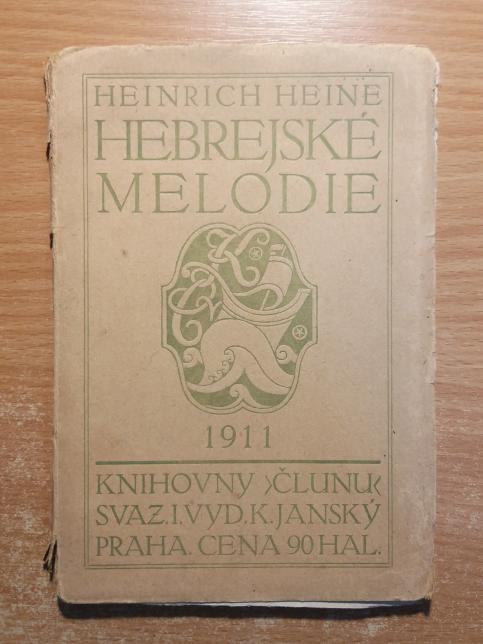 HEINRICH HEINE
HEBREJSKÉ
MELODIE
1911
KNIHOVNY ›ČLUNU‹
SVAZ.I.VYD.K.JANSKÝ
PRAHA. CENA 90 HAL.